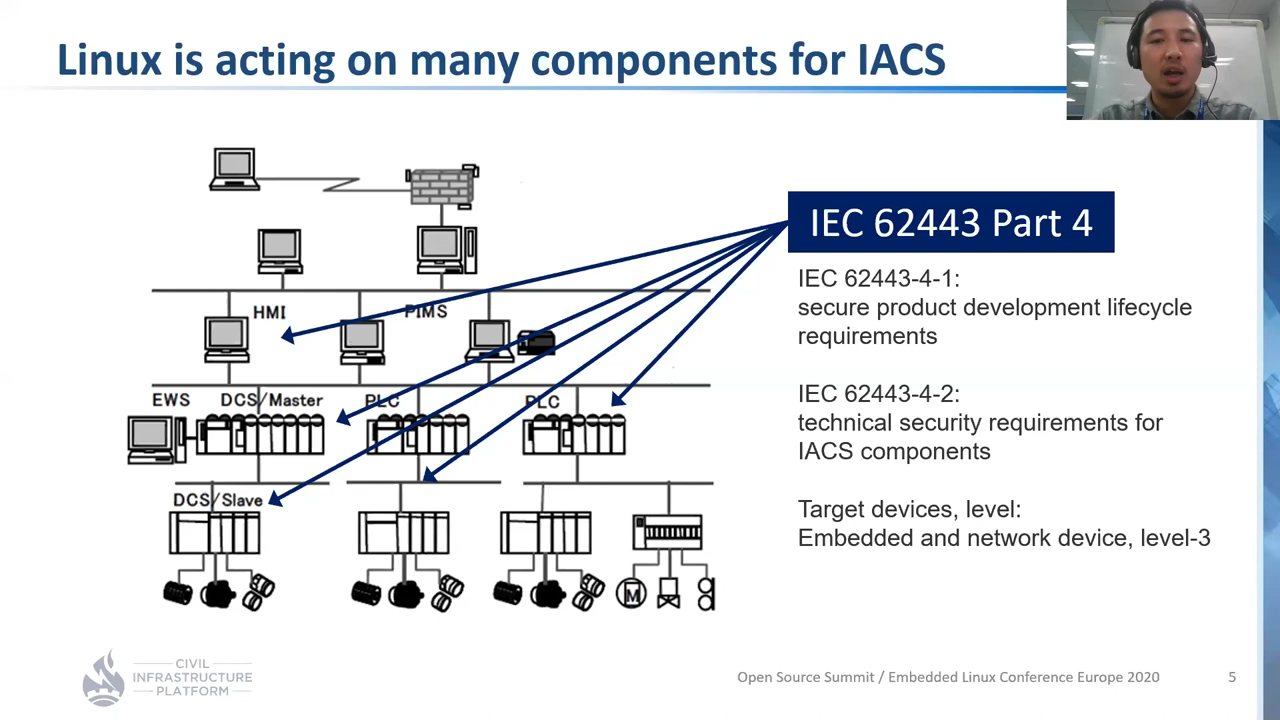 Linux is acting on many components for IACS
IEC 62443 Part 4
IEC 62443-4-1:
secure product development lifecycle
requirements
IEC 62443-4-2:
technical security requirements for
IACS components
Target devices, level:
Embedded and network device, level-3
HMI
PIMS
EWS
DCS/Master
PLC
PLC
DCS/Slave
M
CIVIL
INFRASTRUCTURE
PLATFORM
Open Source Summit / Embedded Linux Conference Europe 2020
5